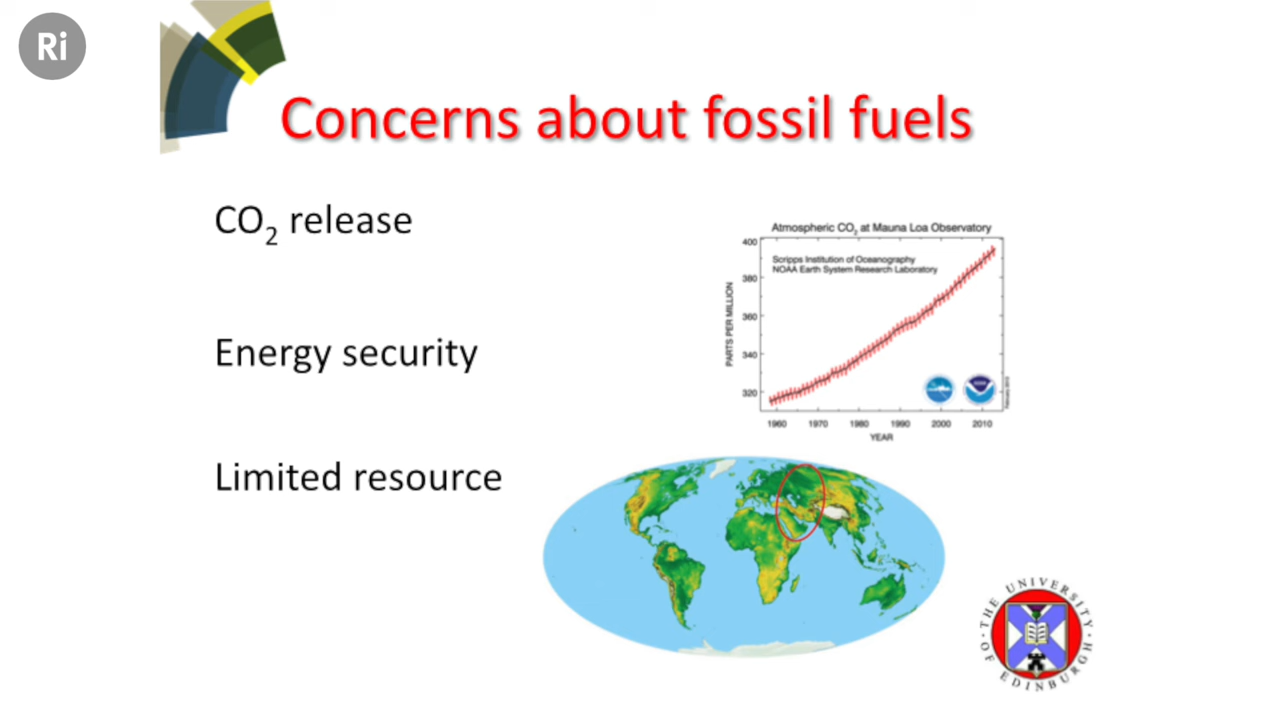 Ri
Concerns about fossil fuels
CO₂ release
Energy security
Limited resource
Atmospheric CO₂ at Mauna Loa Observatory
Scripps Institution of Oceanography
NOAA Earth System Research Laboratory
PARTS PER MILLION
400
380
360
340
320
1960 1970 1980 1990 2000 2010
YEAR
THE UNIVERSITY
OF EDINBURGH